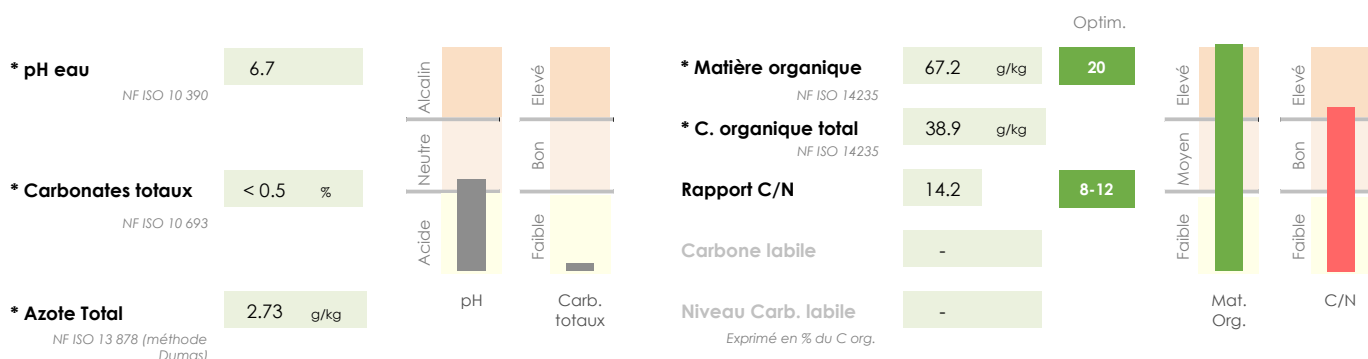 * pH eau
6.7
NF ISO 10 390
* Carbonates totaux
< 0.5 %
NF ISO 10 693
* Azote Total
2.73 g/kg
NF ISO 13 878 (méthode
Dumas)
Alcalin
Neutre
Acide
pH
Elevé
Bon
Faible
Carb.
totaux
Optim.
* Matière organique
67.2 g/kg
20
NF ISO 14235
* C. organique total
38.9 g/kg
NF ISO 14235
Rapport C/N
14.2
8-12
Carbone labile
-
Niveau Carb. labile
-
Exprimé en % du C org.
Elevé
Moyen
Faible
Mat.
Org.
Elevé
Bon
Faible
C/N